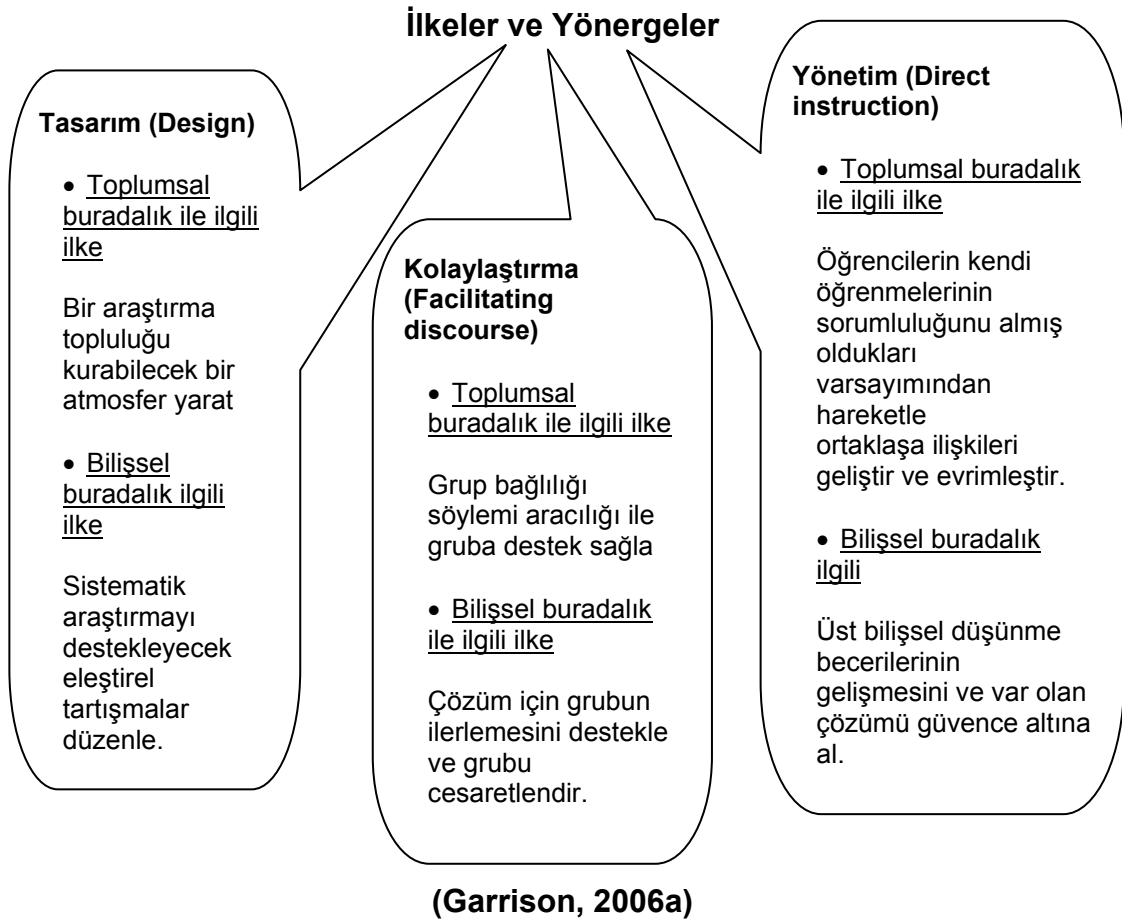 İlkeler ve Yönergeler
Tasarım (Design)
• Toplumsal
buradalık ile ilgili
ilke
Bir araştırma
topluluğu
kurabilecek bir
atmosfer yarat
• Bilişsel
buradalık ilgili
ilke
Sistematik
araştırmayı
destekleyecek
eleştirel
tartışmalar
düzenle.
Kolaylaştırma
(Facilitating
discourse)
• Toplumsal
buradalık ile ilgili ilke
Grup bağlılığı
söylemi aracılığı ile
gruba destek sağla
• Bilişsel buradalık
ile ilgili ilke
Çözüm için grubun
ilerlemesini destekle
ve grubu
cesaretlendir.
Yönetim (Direct
instruction)
• Toplumsal buradalık
ile ilgili ilke
Öğrencilerin kendi
öğrenmelerinin
sorumluluğunu almış
oldukları
varsayımından
hareketle
ortaklaşa ilişkileri
geliştir ve evrimleştir.
• Bilişsel buradalık
ilgili
Üst bilişsel düşünme
becerilerinin
gelişmesini ve var olan
çözümü güvence altına
al.
(Garrison, 2006a)